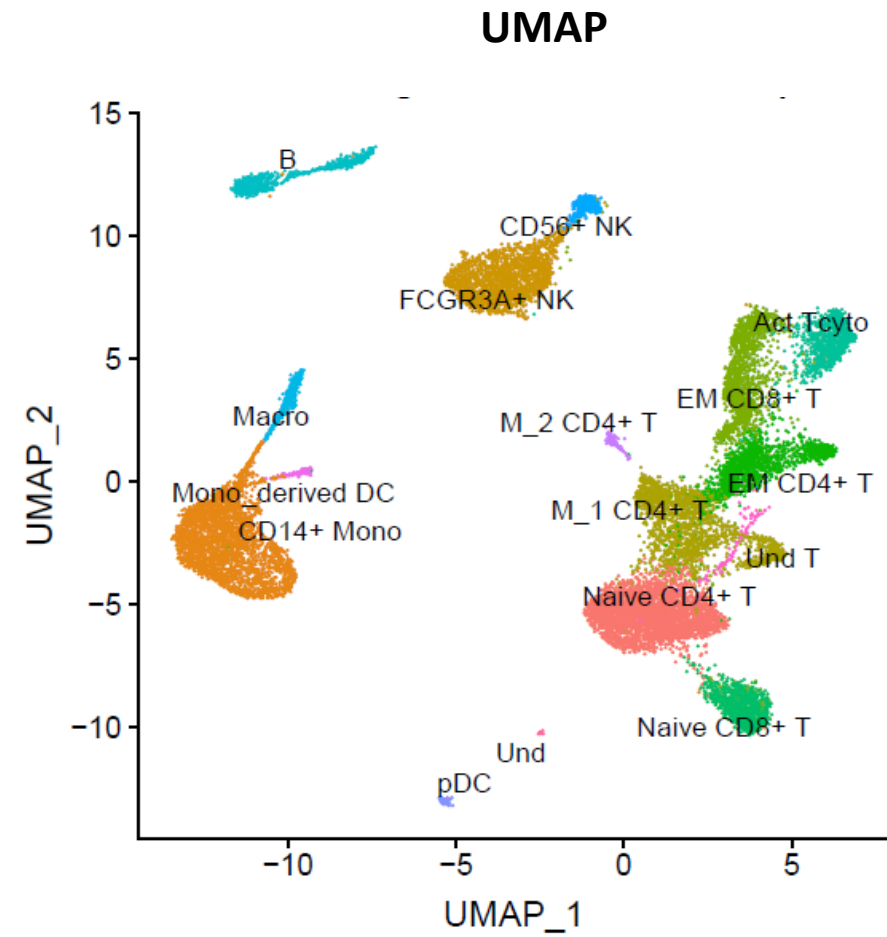 UMAP
15
B
10
CD56+ NK
FCGR3A+ NK
Act Tcyto
5
EM CD8+ T
Macro
M_2 CD4+ T
UMAP_2
0
EM CD4+ T
Mono_derived DC
M_1 CD4+ T
CD14+ Mono
Und T
−5
Naive CD4+ T
−10
Naive CD8+ T
Und
pDC
−10
−5
0
5
UMAP_1